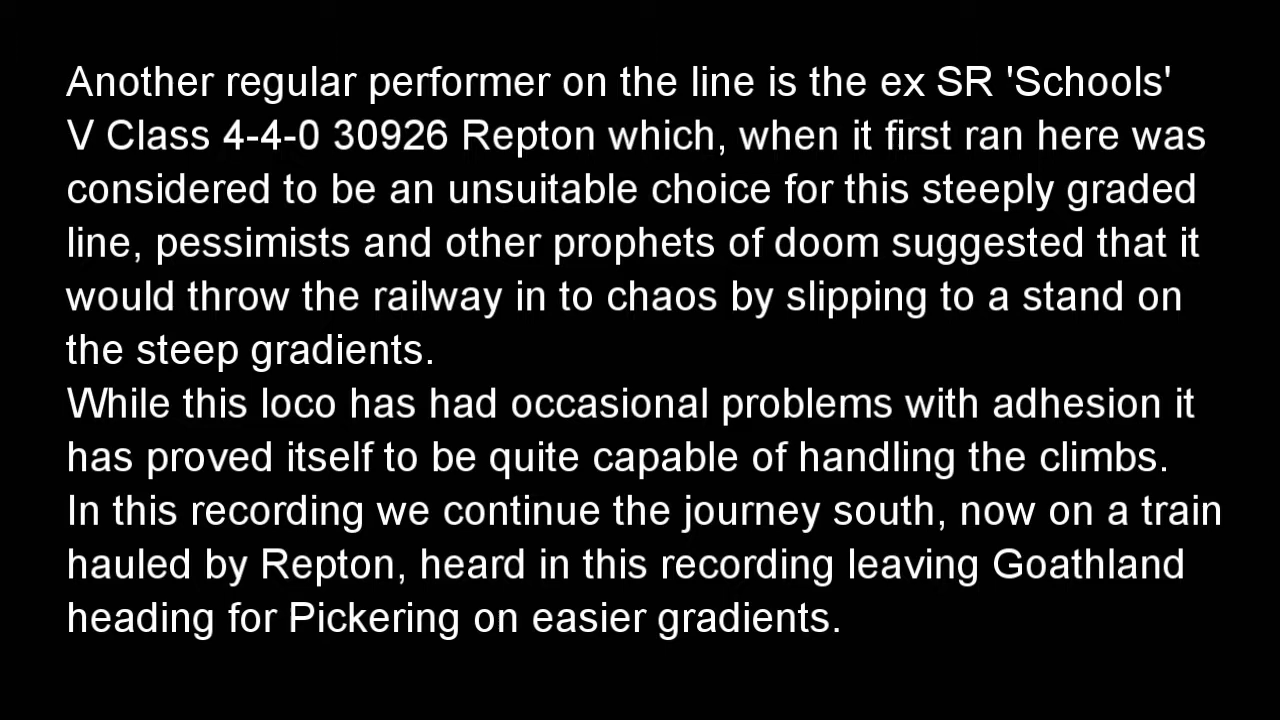 Another regular performer on the line is the ex SR 'Schools'
V Class 4-4-0 30926 Repton which, when it first ran here was
considered to be an unsuitable choice for this steeply graded
line, pessimists and other prophets of doom suggested that it
would throw the railway in to chaos by slipping to a stand on
the steep gradients.
While this loco has had occasional problems with adhesion it
has proved itself to be quite capable of handling the climbs.
In this recording we continue the journey south, now on a train
hauled by Repton, heard in this recording leaving Goathland
heading for Pickering on easier gradients.